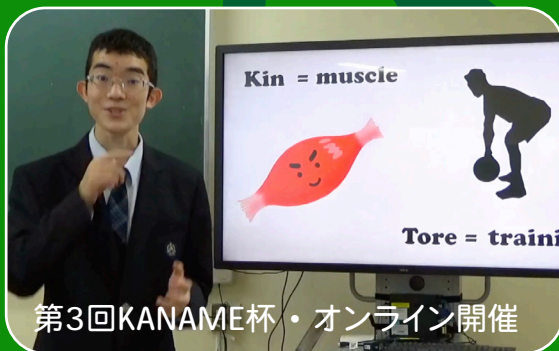 Kin = muscle
Tore = traini
第3回KANAME杯・オンライン開催